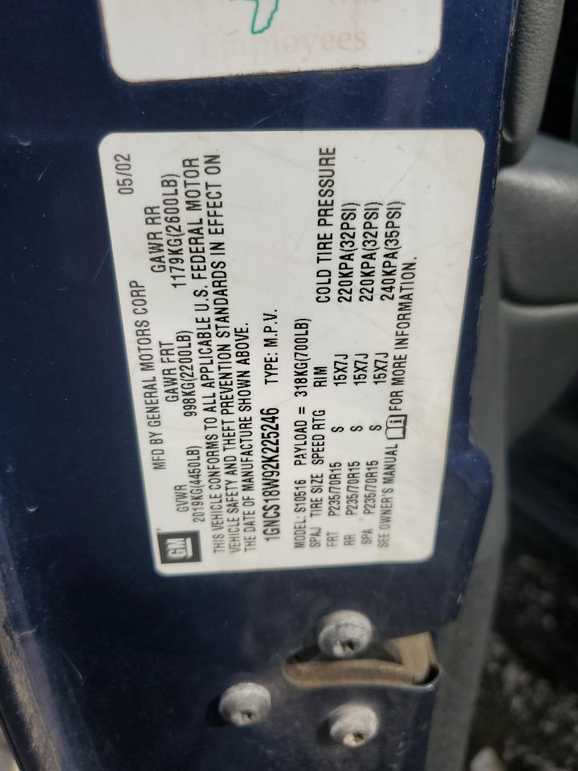 Employees
MFD BY GENERAL MOTORS CORP 05/02
GM
GVWR GAWR FRT GAWR RR
2019KG(4450LB) 998KG(2200LB) 1179KG(2600LB)
THIS VEHICLE CONFORMS TO ALL APPLICABLE U.S. FEDERAL MOTOR
VEHICLE SAFETY AND THEFT PREVENTION STANDARDS IN EFFECT ON
THE DATE OF MANUFACTURE SHOWN ABOVE.
1GNCS18W92K225246 TYPE: M.P.V.
MODEL: S10516 PAYLOAD = 318KG(700LB)
SPAJ TIRE SIZE SPEED RTG RIM COLD TIRE PRESSURE
FRT P235/70R15 S 15X7J 220KPA(32PSI)
RR P235/70R15 S 15X7J 220KPA(32PSI)
SPA P235/70R15 S 15X7J 240KPA(35PSI)
SEE OWNER'S MANUAL FOR MORE INFORMATION.